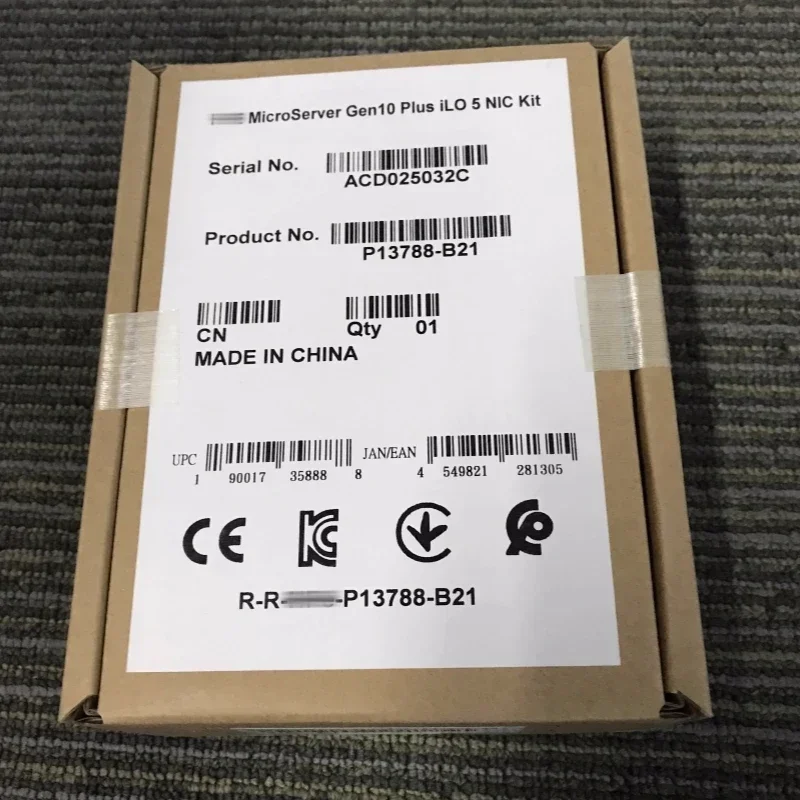 MicroServer Gen10 Plus iLO 5 NIC Kit
Serial No.
ACD025032C
Product No.
P13788-B21
CN
Qty 01
MADE IN CHINA
UPC
1 90017 35888 8
JAN/EAN
4 549821 281305
CE
R-R- -P13788-B21